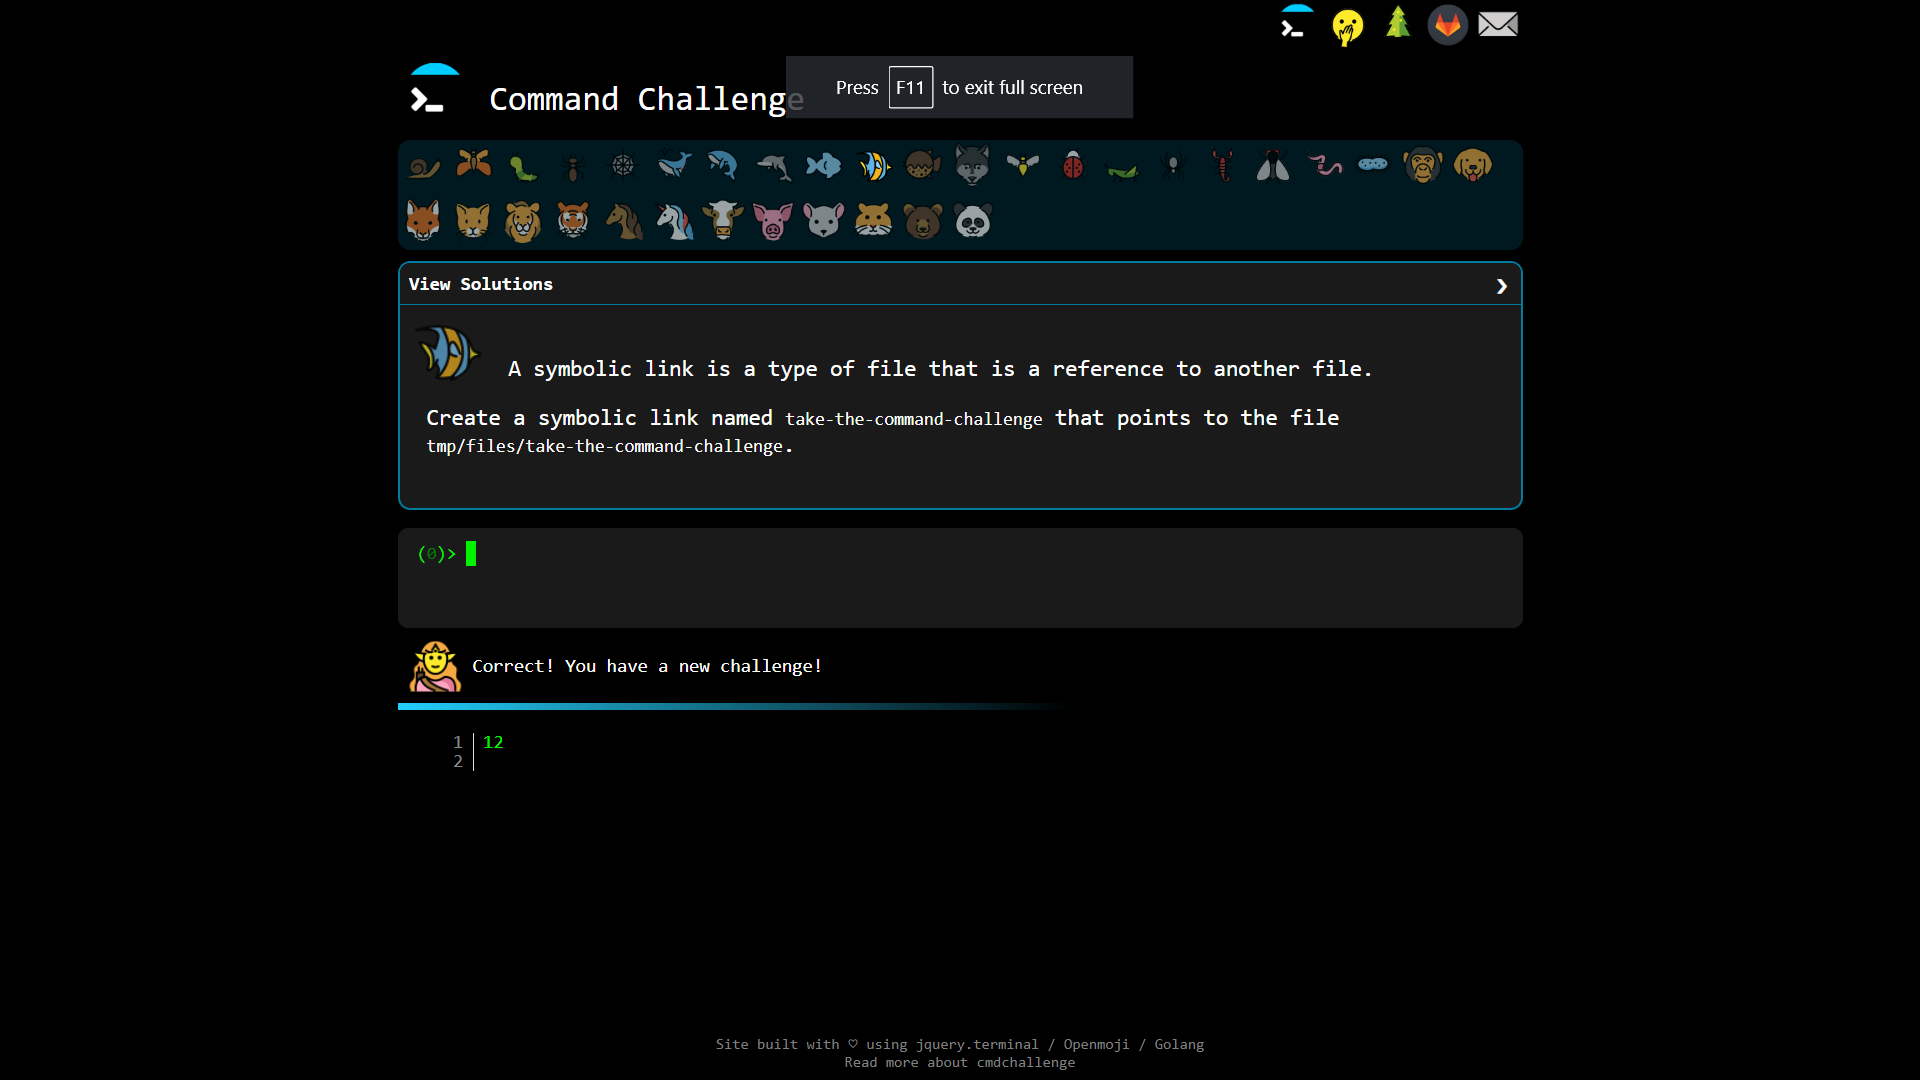 Command Challenge
Press F11 to exit full screen
View Solutions
❯
A symbolic link is a type of file that is a reference to another file.
Create a symbolic link named take-the-command-challenge that points to the file
tmp/files/take-the-command-challenge.
(0)>
Correct! You have a new challenge!
1 12
2
Site built with ♡ using jquery.terminal / Openmoji / Golang
Read more about cmdchallenge